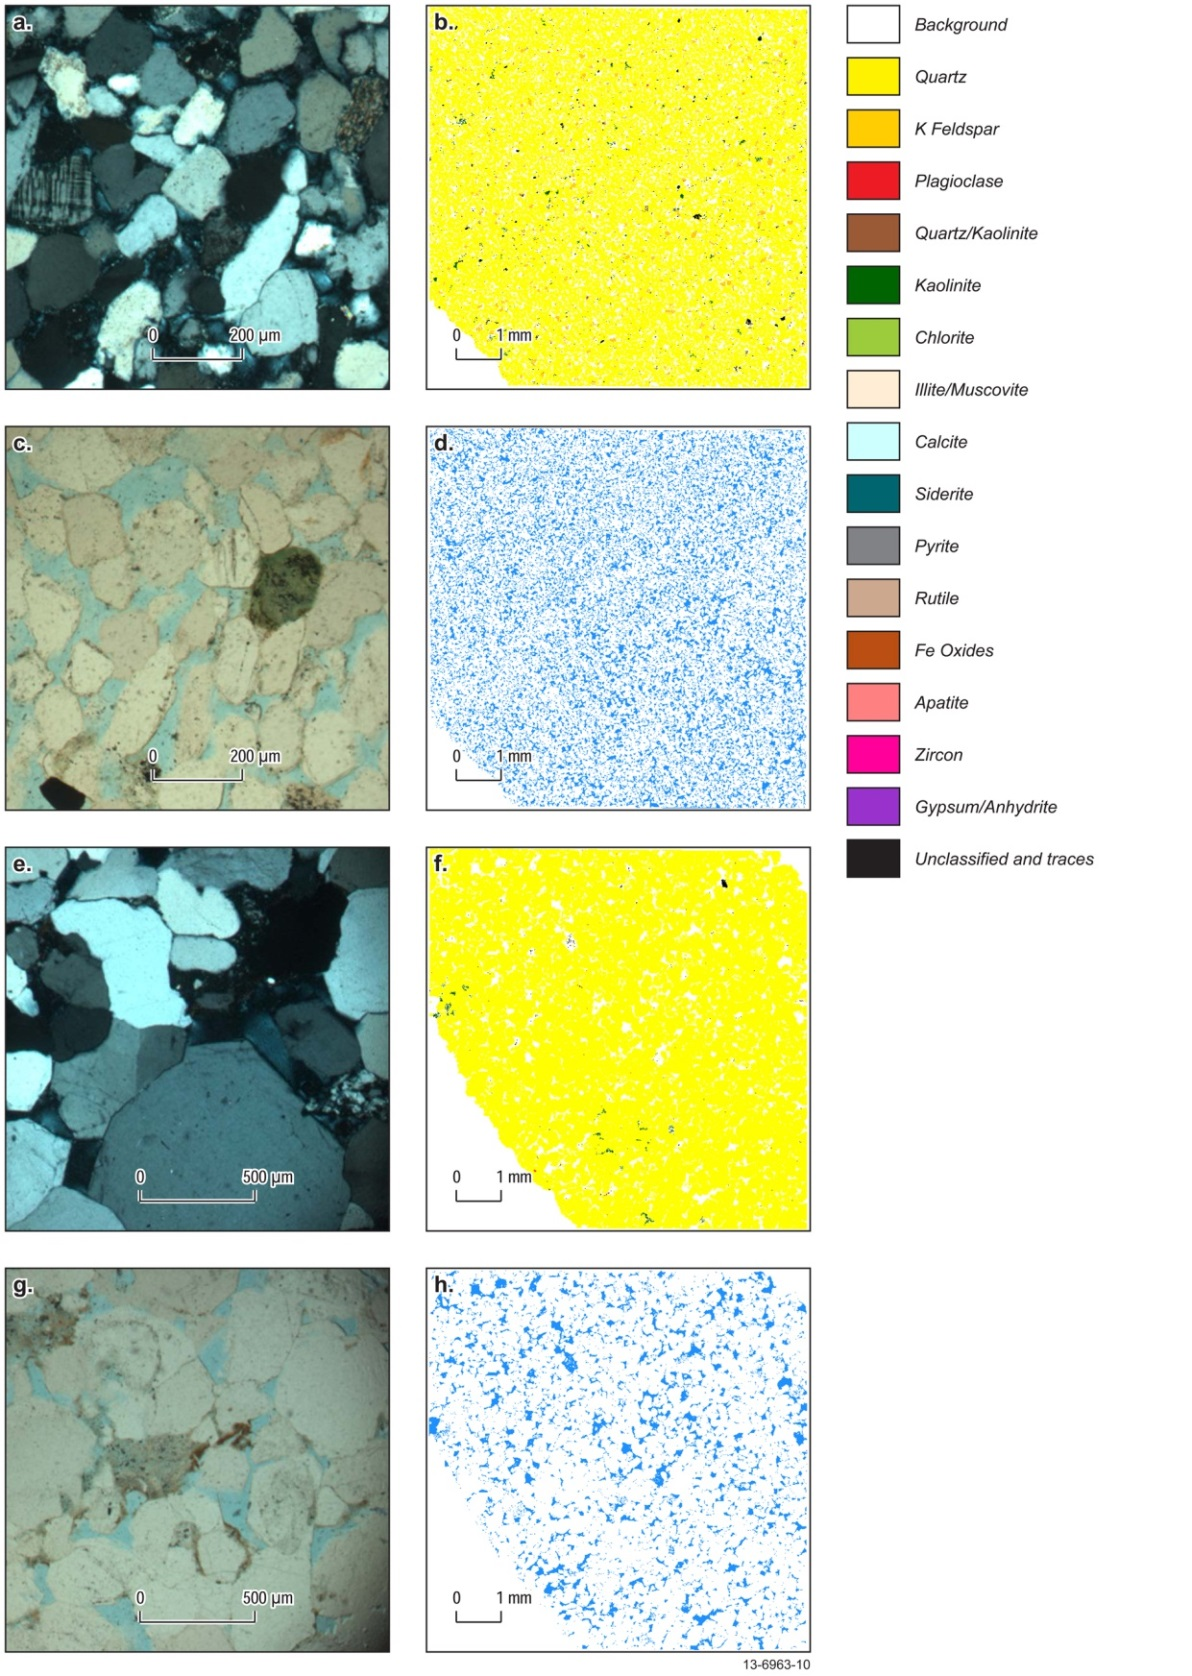 a.
b.
Background
Quartz
K Feldspar
Plagioclase
Quartz/Kaolinite
Kaolinite
Chlorite
Illite/Muscovite
Calcite
Siderite
Pyrite
Rutile
Fe Oxides
Apatite
Zircon
Gypsum/Anhydrite
Unclassified and traces
0 200 µm
0 1 mm
c.
d.
0 200 µm
0 1 mm
e.
f.
0 500 µm
0 1 mm
g.
h.
0 500 µm
0 1 mm
13-6963-10